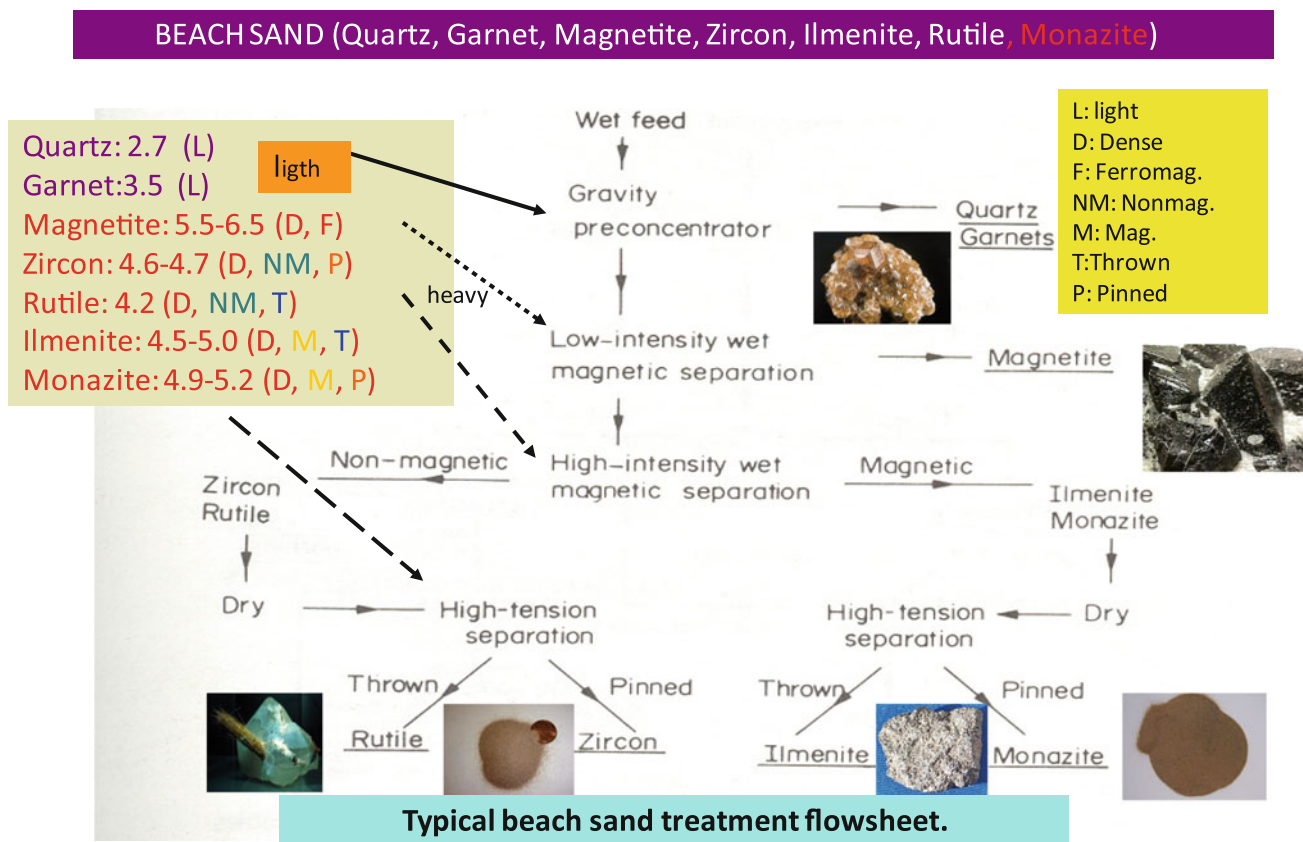 BEACH SAND (Quartz, Garnet, Magnetite, Zircon, Ilmenite, Rutile, Monazite)
Quartz: 2.7 (L)
Garnet:3.5 (L)
Magnetite: 5.5-6.5 (D, F)
Zircon: 4.6-4.7 (D, NM, P)
Rutile: 4.2 (D, NM, T)
Ilmenite: 4.5-5.0 (D, M, T)
Monazite: 4.9-5.2 (D, M, P)
ligth
heavy
L: light
D: Dense
F: Ferromag.
NM: Nonmag.
M: Mag.
T:Thrown
P: Pinned
Wet feed
Gravity
preconcentrator
Quartz
Garnets
Low-intensity wet
magnetic separation
Magnetite
Non-magnetic
High-intensity wet
magnetic separation
Magnetic
Zircon
Rutile
Ilmenite
Monazite
Dry
High-tension
separation
High-tension
separation
Dry
Thrown
Pinned
Thrown
Pinned
Rutile
Zircon
Ilmenite
Monazite
Typical beach sand treatment flowsheet.